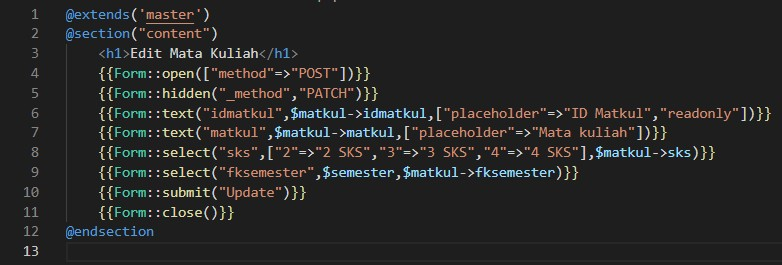 1 @extends('master')
2 @section("content")
3 <h1>Edit Mata Kuliah</h1>
4 {{Form::open(["method"=>"POST"])}}
5 {{Form::hidden("_method","PATCH")}}
6 {{Form::text("idmatkul",$matkul->idmatkul,["placeholder"=>"ID Matkul","readonly"])}}
7 {{Form::text("matkul",$matkul->matkul,["placeholder"=>"Mata kuliah"])}}
8 {{Form::select("sks",["2"=>"2 SKS","3"=>"3 SKS","4"=>"4 SKS"],$matkul->sks)}}
9 {{Form::select("fksemester",$semester,$matkul->fksemester)}}
10 {{Form::submit("Update")}}
11 {{Form::close()}}
12 @endsection
13